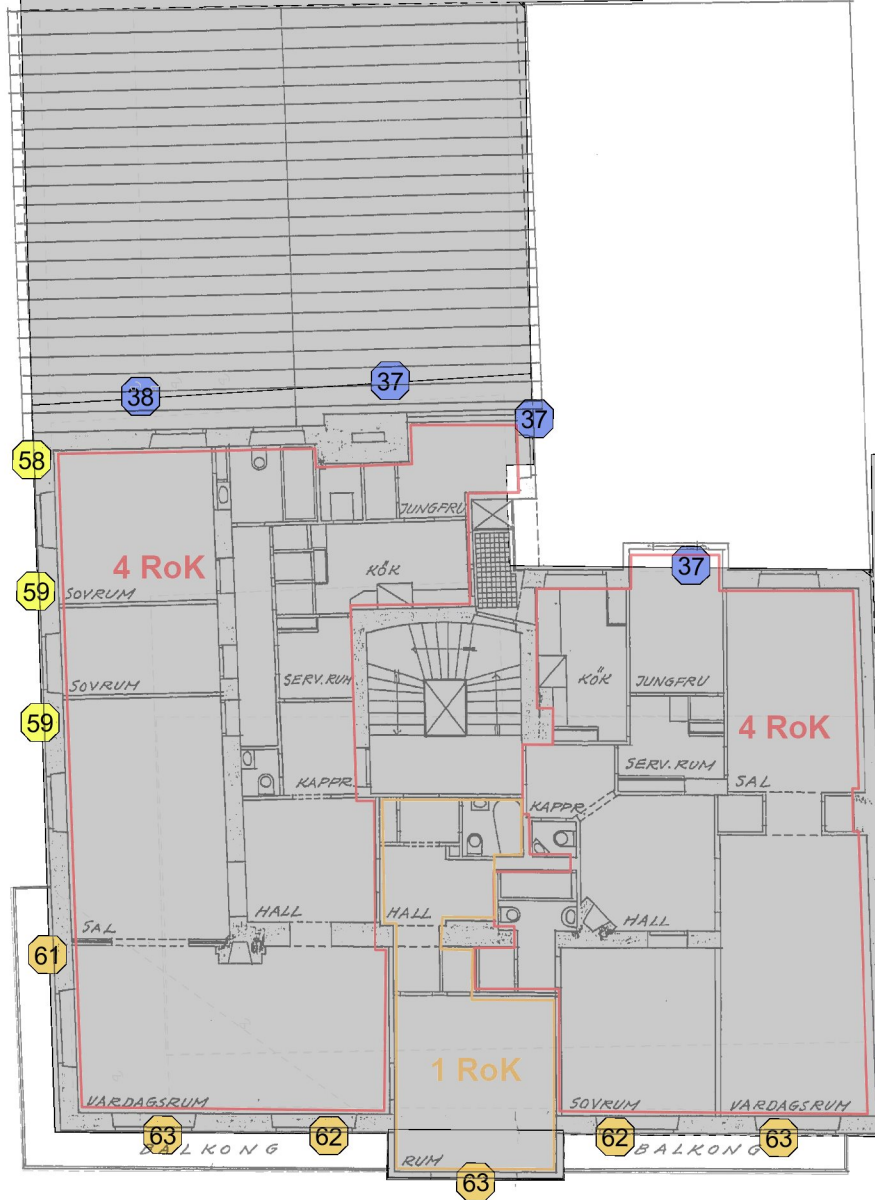 38
37
37
58
JUNGFRU
4 RoK
KÖK
37
59
SOVRUM
SOVRUM
SERV.RUM
KÖK
JUNGFRU
59
4 RoK
SERV.RUM
KAPPR.
SAL
KAPPR.
HALL
HALL
HALL
SAL
61
1 RoK
VARDAGSRUM
SOVRUM
VARDAGSRUM
63
62
62
63
BALKONG
BALKONG
RUM
63